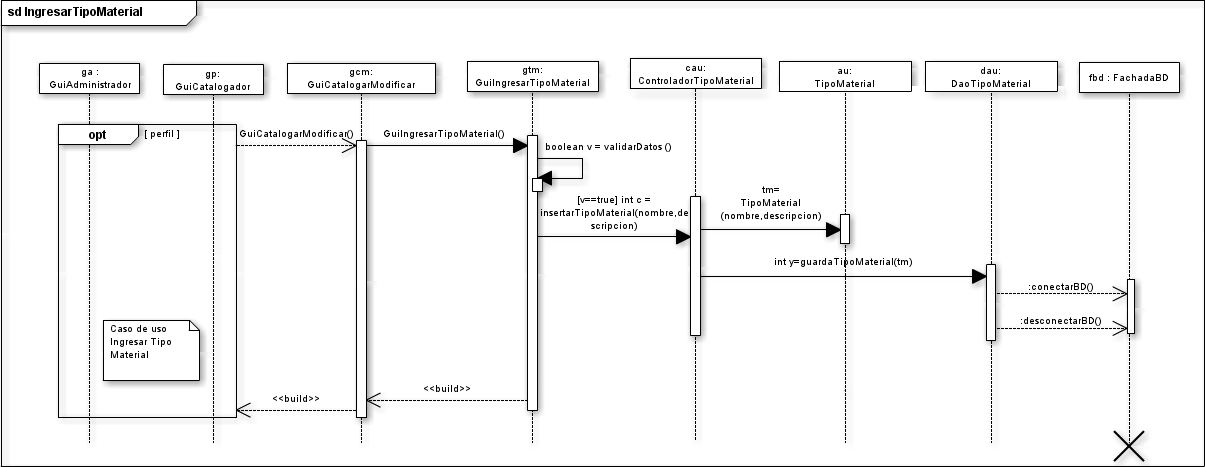 sd IngresarTipoMaterial
ga :
GuiAdministrador
gp:
GuiCatalogador
gcm:
GuiCatalogarModificar
gtm:
GuiIngresarTipoMaterial
cau:
ControladorTipoMaterial
au:
TipoMaterial
dau:
DaoTipoMaterial
fbd : FachadaBD
opt
[ perfil ]
GuiCatalogarModificar()
GuiIngresarTipoMaterial()
boolean v = validarDatos ()
[v==true] int c =
insertarTipoMaterial(nombre,de
scripcion)
tm=
TipoMaterial
(nombre,descripcion)
int y=guardaTipoMaterial(tm)
:conectarBD()
:desconectarBD()
Caso de uso
Ingresar Tipo
Material
<<build>>
<<build>>